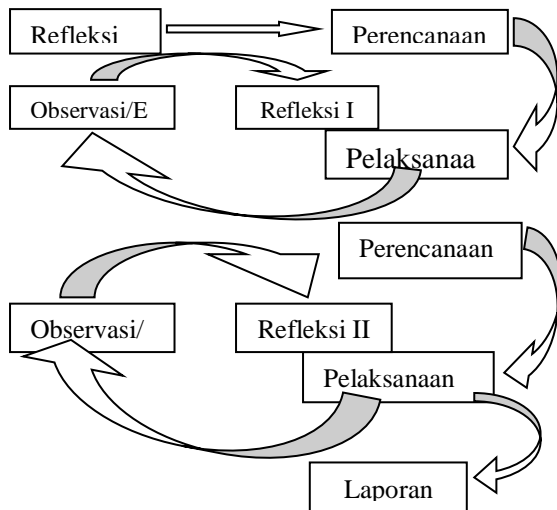 Refleksi
Perencanaan
Observasi/E
Refleksi I
Pelaksanaa
Perencanaan
Observasi/
Refleksi II
Pelaksanaan
Laporan